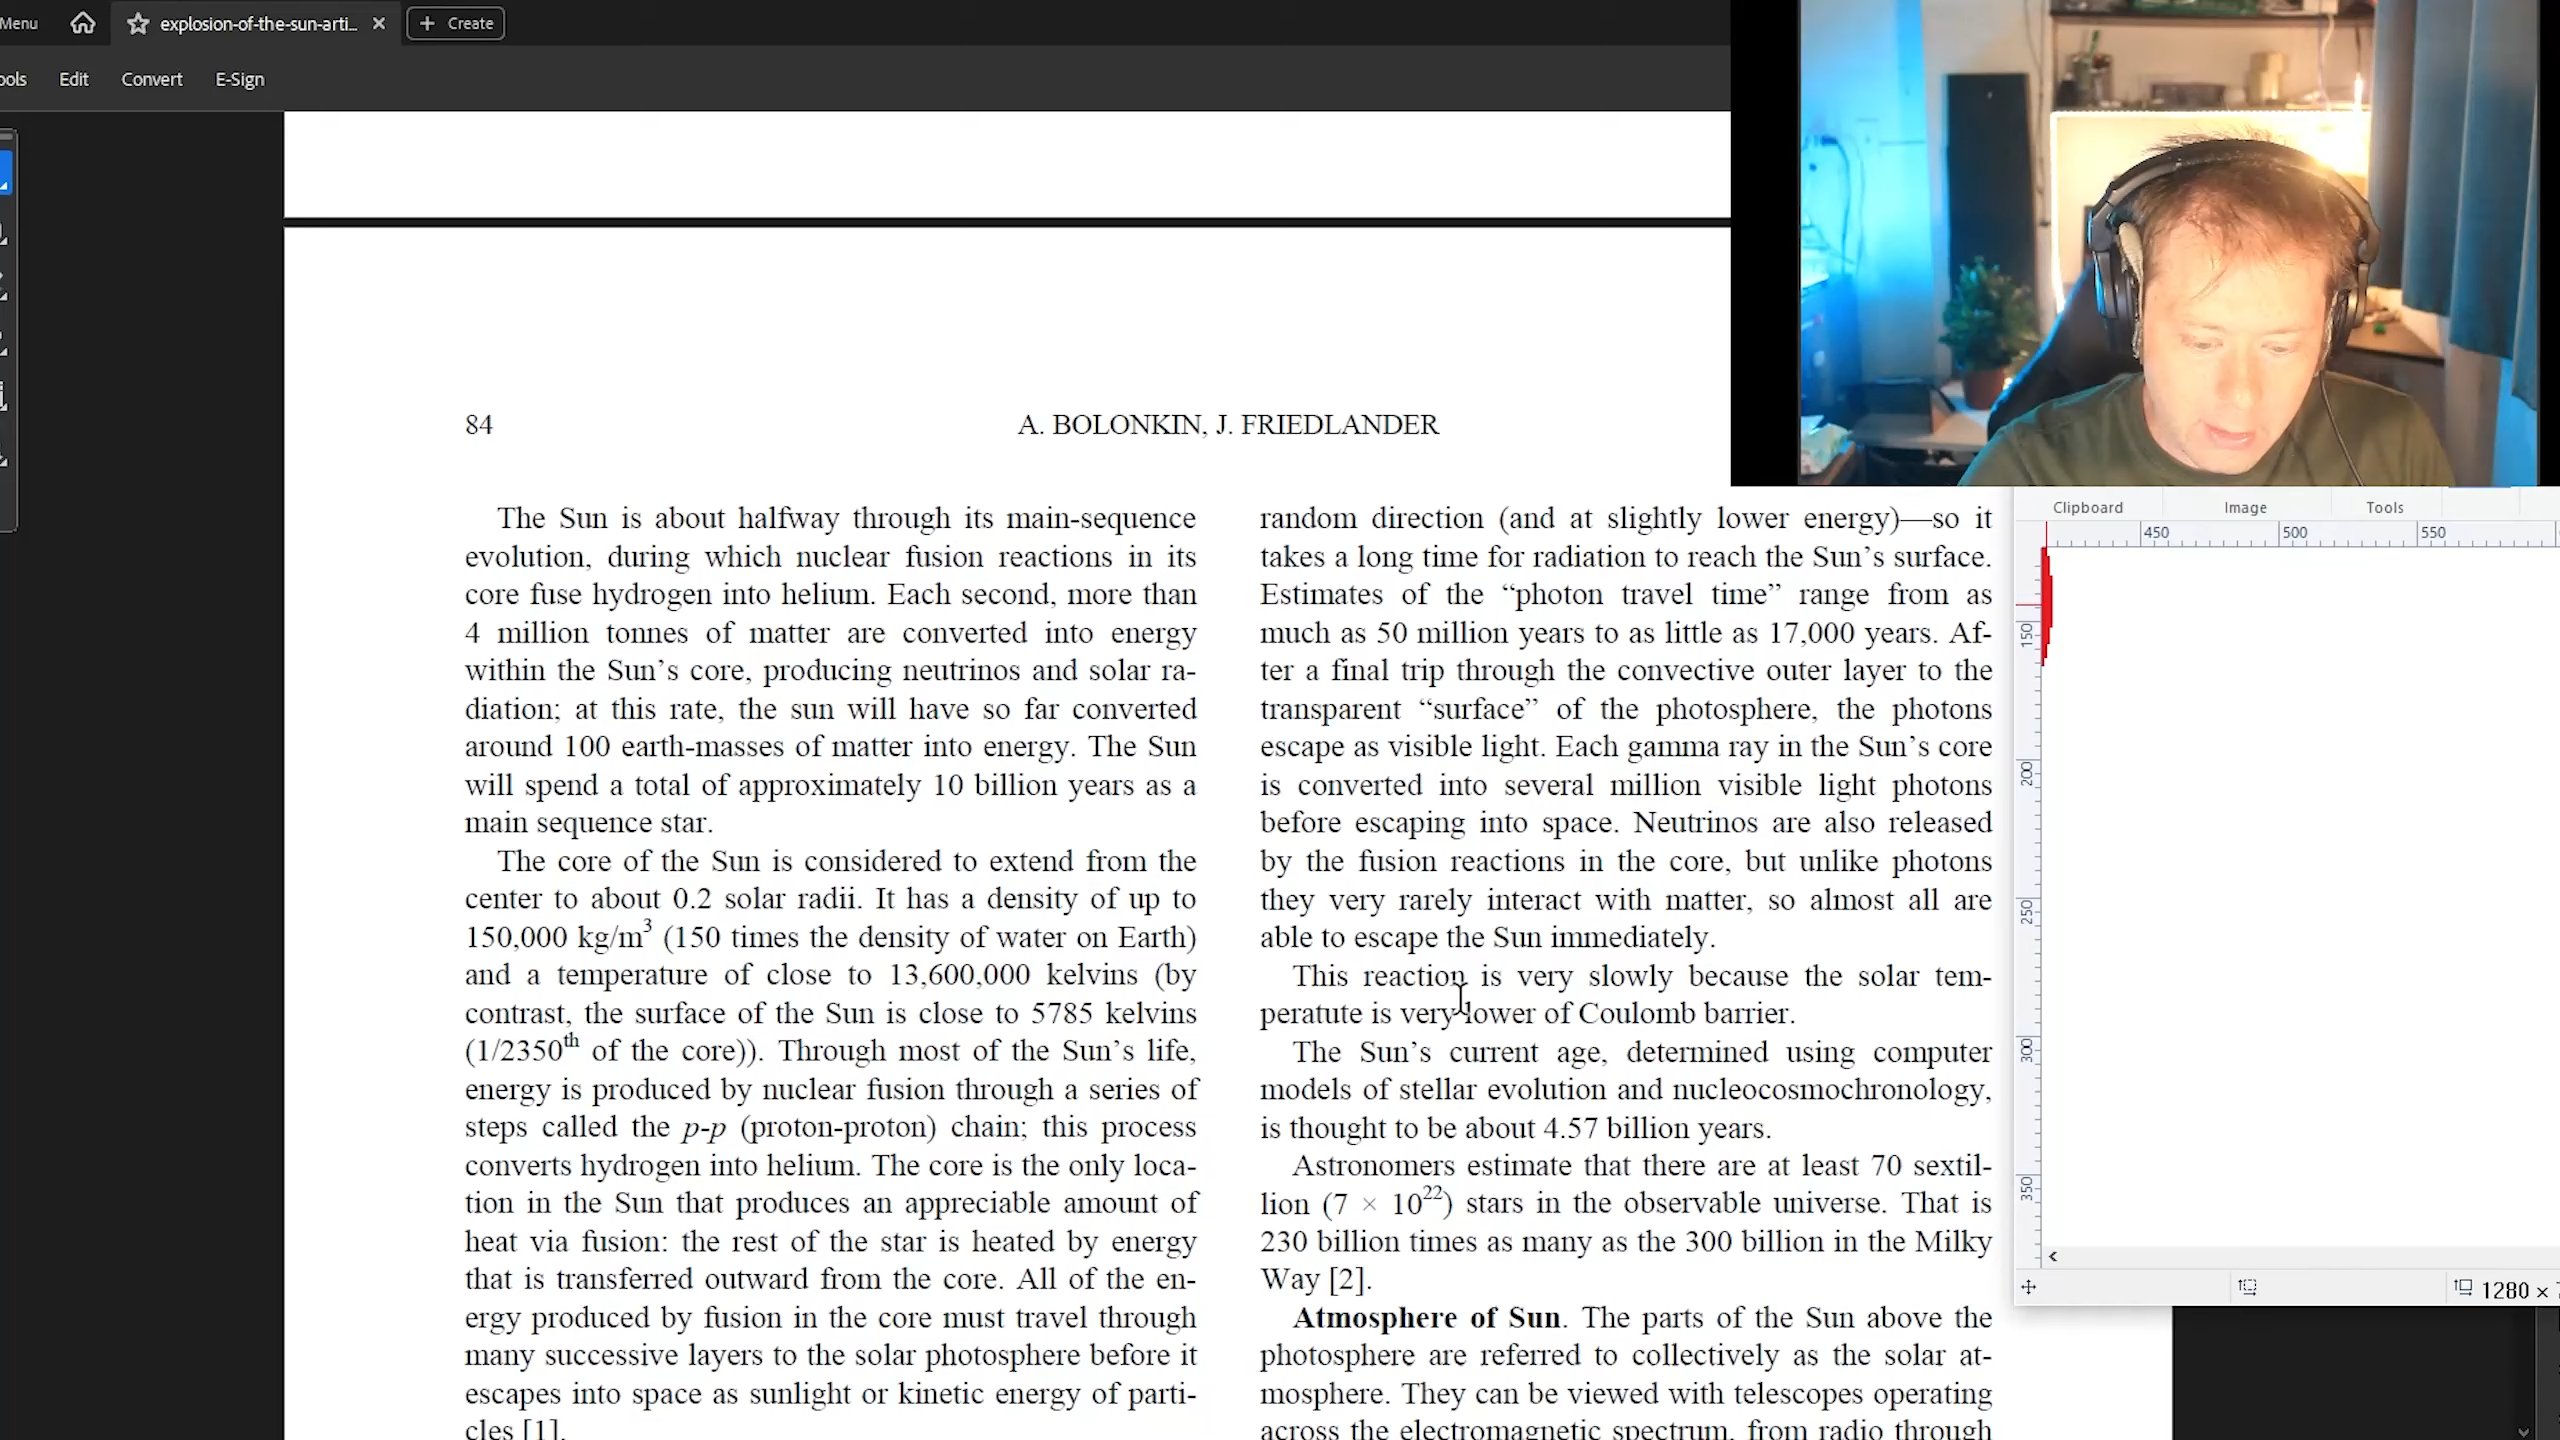 Menu
explosion-of-the-sun-arti...
Create
ools
Edit
Convert
E-Sign
84
A. BOLONKIN, J. FRIEDLANDER
The Sun is about halfway through its main-sequence
evolution, during which nuclear fusion reactions in its
core fuse hydrogen into helium. Each second, more than
4 million tonnes of matter are converted into energy
within the Sun's core, producing neutrinos and solar ra-
diation; at this rate, the sun will have so far converted
around 100 earth-masses of matter into energy. The Sun
will spend a total of approximately 10 billion years as a
main sequence star.
The core of the Sun is considered to extend from the
center to about 0.2 solar radii. It has a density of up to
150,000 kg/m³ (150 times the density of water on Earth)
and a temperature of close to 13,600,000 kelvins (by
contrast, the surface of the Sun is close to 5785 kelvins
(1/2350th of the core)). Through most of the Sun's life,
energy is produced by nuclear fusion through a series of
steps called the p-p (proton-proton) chain; this process
converts hydrogen into helium. The core is the only loca-
tion in the Sun that produces an appreciable amount of
heat via fusion: the rest of the star is heated by energy
that is transferred outward from the core. All of the en-
ergy produced by fusion in the core must travel through
many successive layers to the solar photosphere before it
escapes into space as sunlight or kinetic energy of parti-
cles [1].
random direction (and at slightly lower energy)—so it
takes a long time for radiation to reach the Sun's surface.
Estimates of the “photon travel time” range from as
much as 50 million years to as little as 17,000 years. Af-
ter a final trip through the convective outer layer to the
transparent “surface” of the photosphere, the photons
escape as visible light. Each gamma ray in the Sun's core
is converted into several million visible light photons
before escaping into space. Neutrinos are also released
by the fusion reactions in the core, but unlike photons
they very rarely interact with matter, so almost all are
able to escape the Sun immediately.
This reaction is very slowly because the solar tem-
peratute is very lower of Coulomb barrier.
The Sun's current age, determined using computer
models of stellar evolution and nucleocosmochronology,
is thought to be about 4.57 billion years.
Astronomers estimate that there are at least 70 sextil-
lion (7 × 10²²) stars in the observable universe. That is
230 billion times as many as the 300 billion in the Milky
Way [2].
Atmosphere of Sun. The parts of the Sun above the
photosphere are referred to collectively as the solar at-
mosphere. They can be viewed with telescopes operating
across the electromagnetic spectrum, from radio through
Clipboard
Image
Tools
450
500
550
150
200
250
300
350
1280 ×